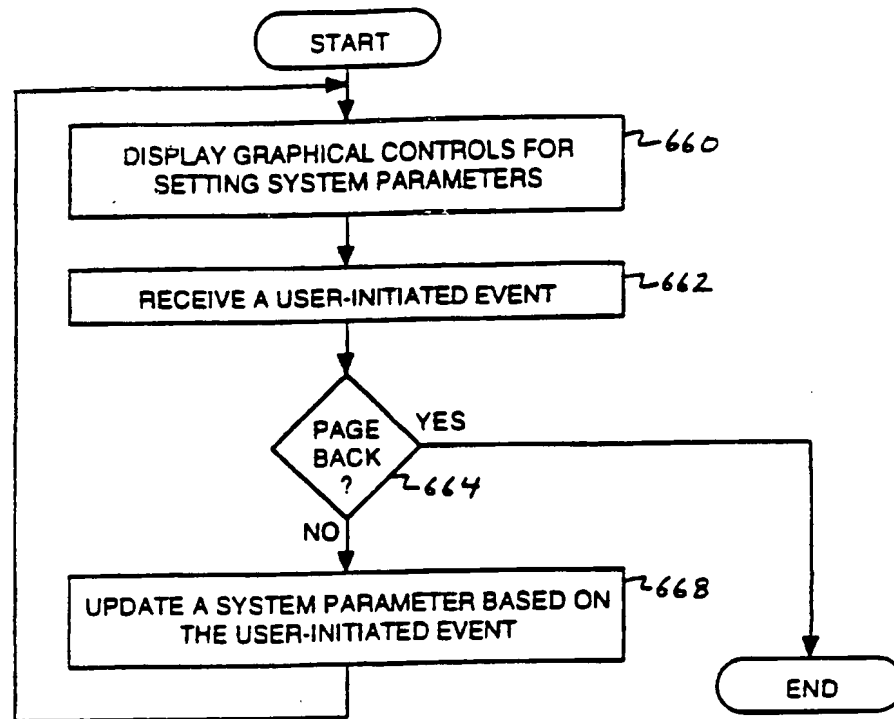 START
DISPLAY GRAPHICAL CONTROLS FOR
SETTING SYSTEM PARAMETERS
660
RECEIVE A USER-INITIATED EVENT
662
PAGE
BACK
?
YES
664
NO
UPDATE A SYSTEM PARAMETER BASED ON
THE USER-INITIATED EVENT
668
END